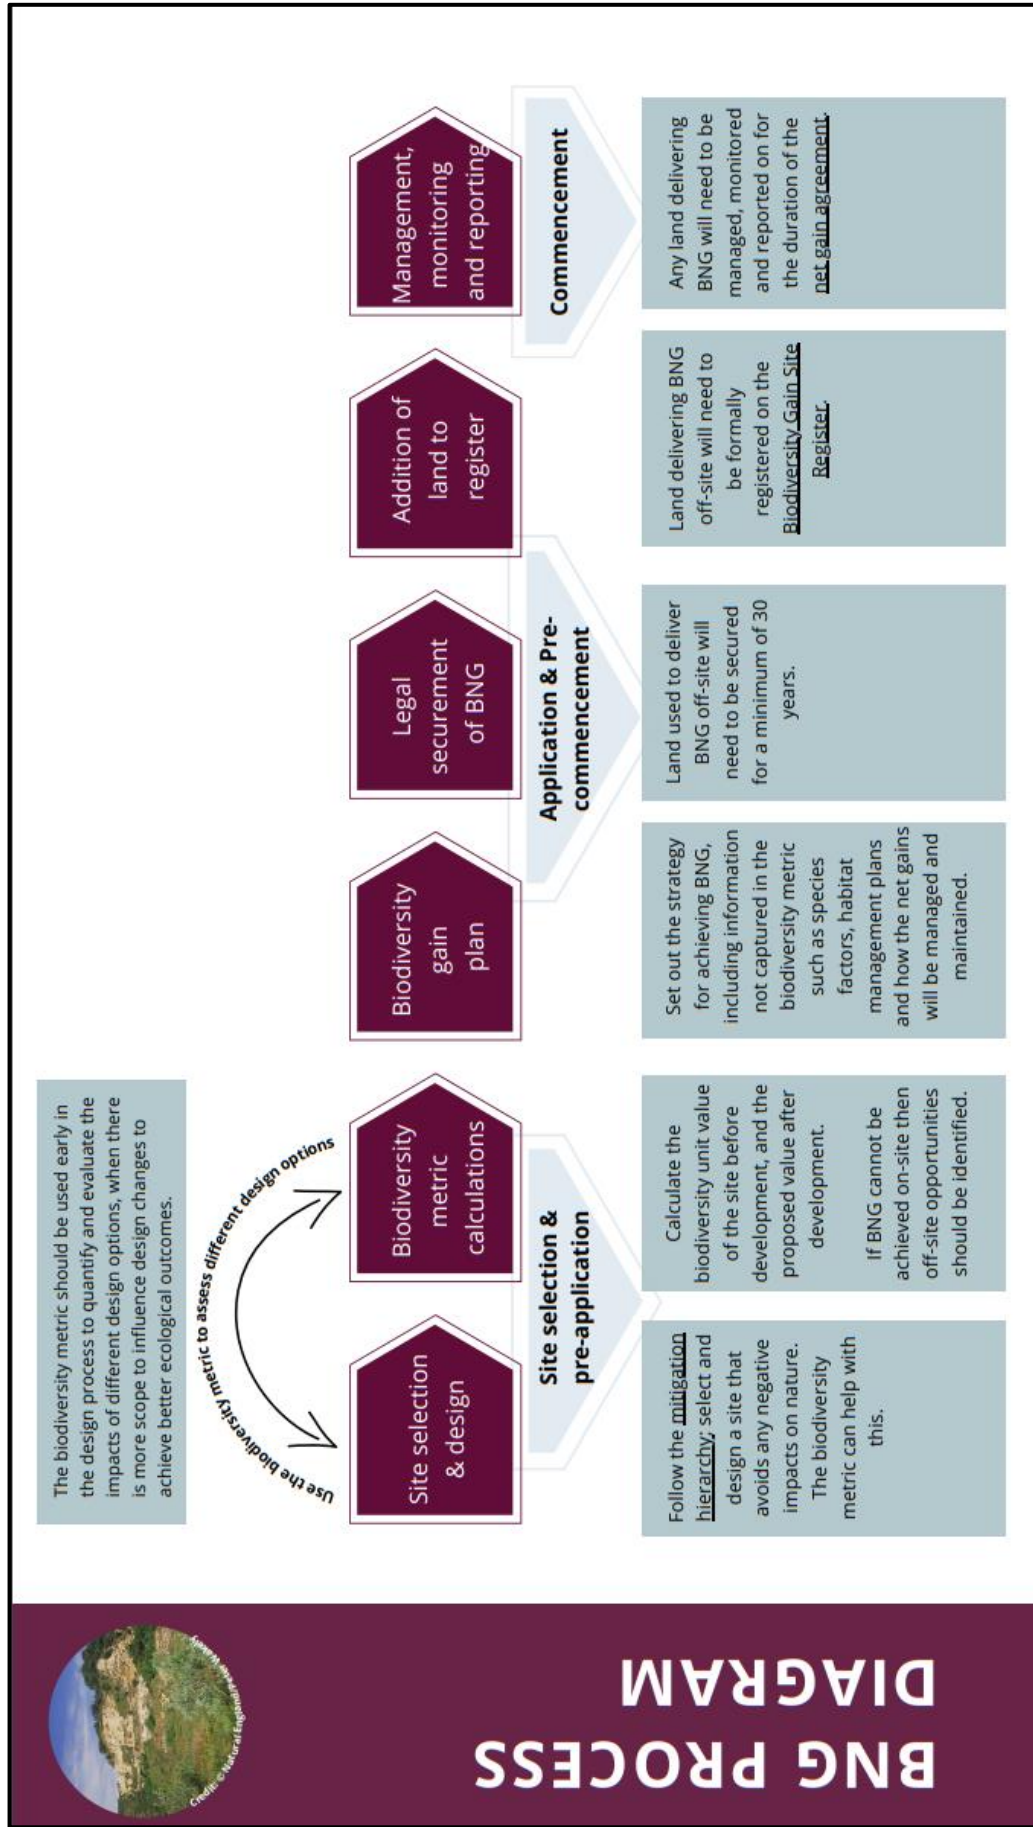 BNG PROCESS
DIAGRAM
Credit: © Natural England/Peter Wakely
The biodiversity metric should be used early in
the design process to quantify and evaluate the
impacts of different design options, when there
is more scope to influence design changes to
achieve better ecological outcomes.
Use the biodiversity metric to assess different design options
Site selection
& design
Biodiversity
metric
calculations
Biodiversity
gain
plan
Legal
securement
of BNG
Addition of
land to
register
Management,
monitoring
and reporting
Site selection &
pre-application
Application & Pre-
commencement
Commencement
Follow the mitigation
hierarchy; select and
design a site that
avoids any negative
impacts on nature.
The biodiversity
metric can help with
this.
Calculate the
biodiversity unit value
of the site before
development, and the
proposed value after
development.
If BNG cannot be
achieved on-site then
off-site opportunities
should be identified.
Set out the strategy
for achieving BNG,
including information
not captured in the
biodiversity metric
such as species
factors, habitat
management plans
and how the net gains
will be managed and
maintained.
Land used to deliver
BNG off-site will
need to be secured
for a minimum of 30
years.
Land delivering BNG
off-site will need to
be formally
registered on the
Biodiversity Gain Site
Register.
Any land delivering
BNG will need to be
managed, monitored
and reported on for
the duration of the
net gain agreement.